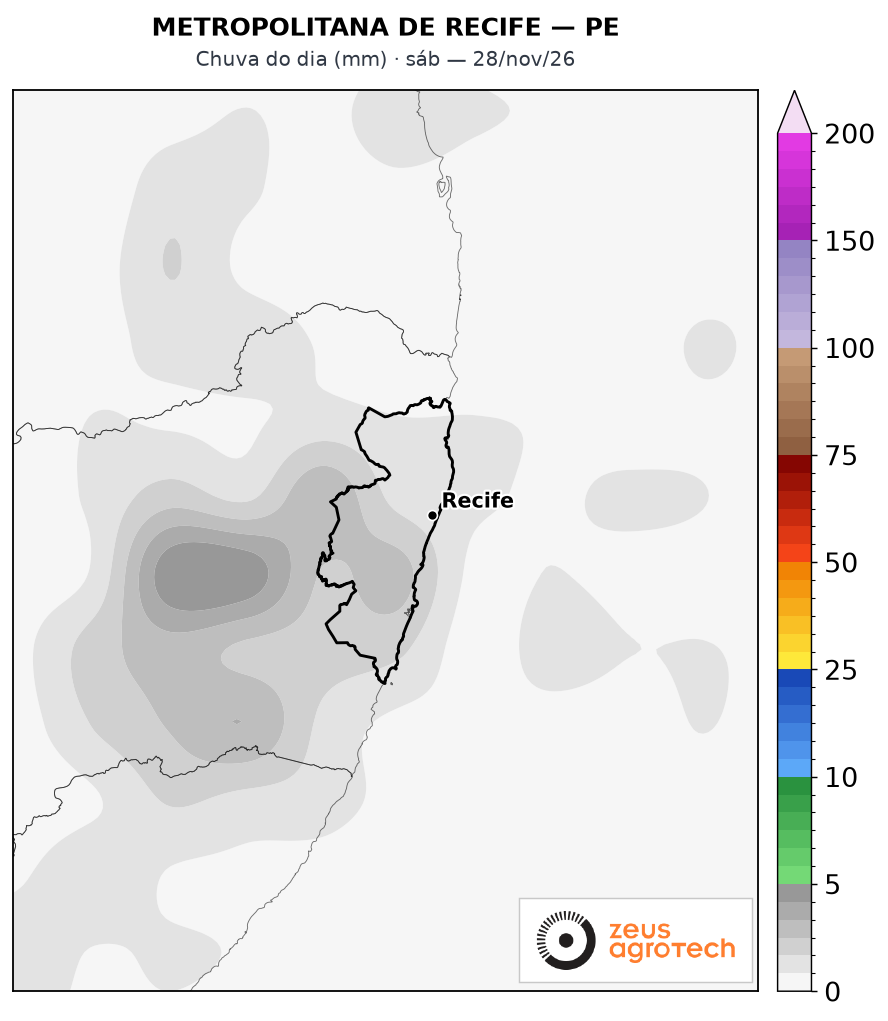 METROPOLITANA DE RECIFE — PE
Chuva do dia (mm) · sáb — 28/nov/26
200
150
100
75
50
25
10
5
0
Recife
zeus
agrotech